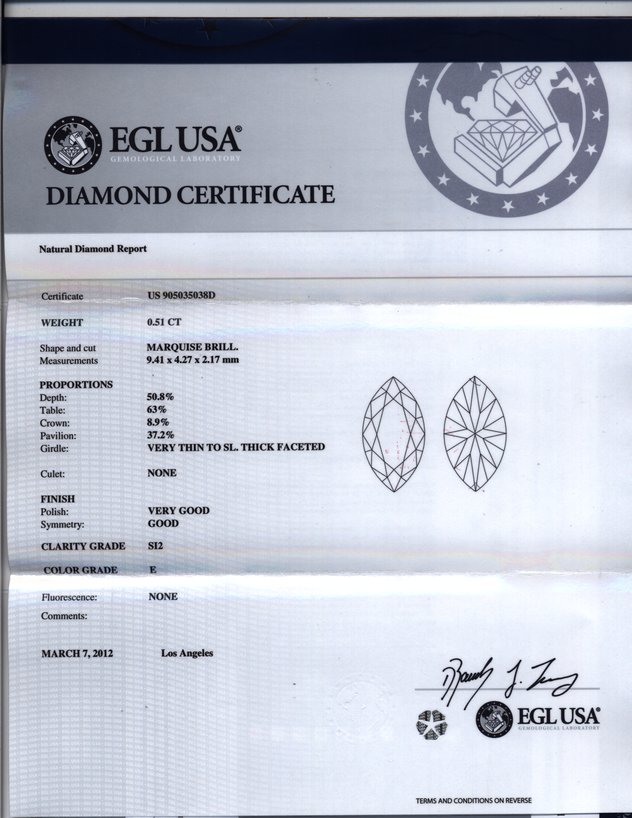 EGL USA®
GEMOLOGICAL LABORATORY
DIAMOND CERTIFICATE
Natural Diamond Report
Certificate US 905035038D
WEIGHT 0.51 CT
Shape and cut MARQUISE BRILL.
Measurements 9.41 x 4.27 x 2.17 mm
PROPORTIONS
Depth: 50.8%
Table: 63%
Crown: 8.9%
Pavilion: 37.2%
Girdle: VERY THIN TO SL. THICK FACETED
Culet: NONE
FINISH
Polish: VERY GOOD
Symmetry: GOOD
CLARITY GRADE SI2
COLOR GRADE E
Fluorescence: NONE
Comments:
MARCH 7, 2012 Los Angeles
EGL USA®
GEMOLOGICAL LABORATORY
TERMS AND CONDITIONS ON REVERSE